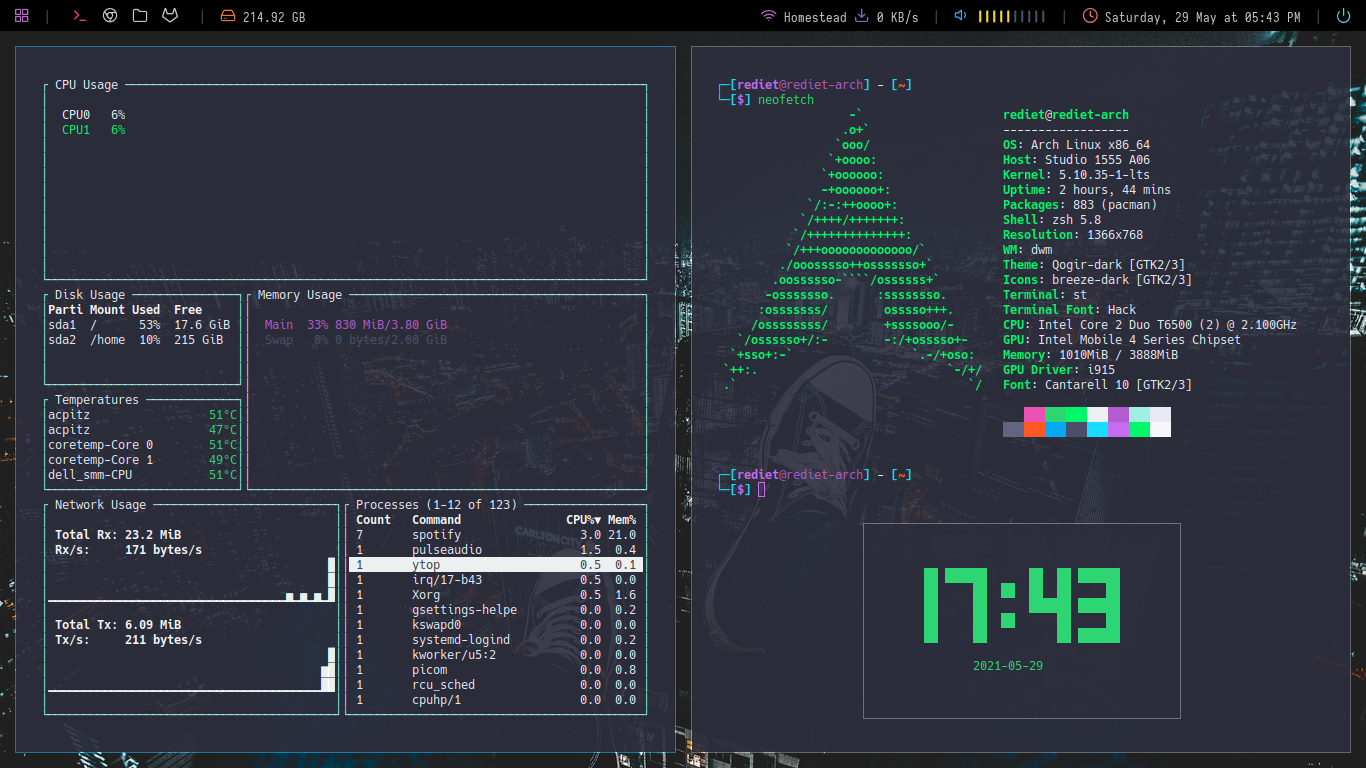 214.92 GB
Homestead 0 KB/s
Saturday, 29 May at 05:43 PM
CPU Usage
CPU0 6%
CPU1 6%
Disk Usage
Parti Mount Used Free
sda1 / 53% 17.6 GiB
sda2 /home 10% 215 GiB
Memory Usage
Main 33% 830 MiB/3.80 GiB
Swap 0% 0 bytes/2.00 GiB
Temperatures
acpitz 51°C
acpitz 47°C
coretemp-Core 0 51°C
coretemp-Core 1 49°C
dell_smm-CPU 51°C
Network Usage
Total Rx: 23.2 MiB
Rx/s: 171 bytes/s
Total Tx: 6.09 MiB
Tx/s: 211 bytes/s
Processes (1-12 of 123)
Count Command CPU%▼ Mem%
7 spotify 3.0 21.0
1 pulseaudio 1.5 0.4
1 ytop 0.5 0.1
1 irq/17-b43 0.5 0.0
1 Xorg 0.5 1.6
1 gsettings-helpe 0.0 0.2
1 kswapd0 0.0 0.0
1 systemd-logind 0.0 0.2
1 kworker/u5:2 0.0 0.0
1 picom 0.0 0.8
1 rcu_sched 0.0 0.0
1 cpuhp/1 0.0 0.0
[rediet@rediet-arch] - [~]
[$] neofetch
rediet@rediet-arch
------------------
OS: Arch Linux x86_64
Host: Studio 1555 A06
Kernel: 5.10.35-1-lts
Uptime: 2 hours, 44 mins
Packages: 883 (pacman)
Shell: zsh 5.8
Resolution: 1366x768
WM: dwm
Theme: Qogir-dark [GTK2/3]
Icons: breeze-dark [GTK2/3]
Terminal: st
Terminal Font: Hack
CPU: Intel Core 2 Duo T6500 (2) @ 2.100GHz
GPU: Intel Mobile 4 Series Chipset
Memory: 1010MiB / 3888MiB
GPU Driver: i915
Font: Cantarell 10 [GTK2/3]
[rediet@rediet-arch] - [~]
[$]
17:43
2021-05-29